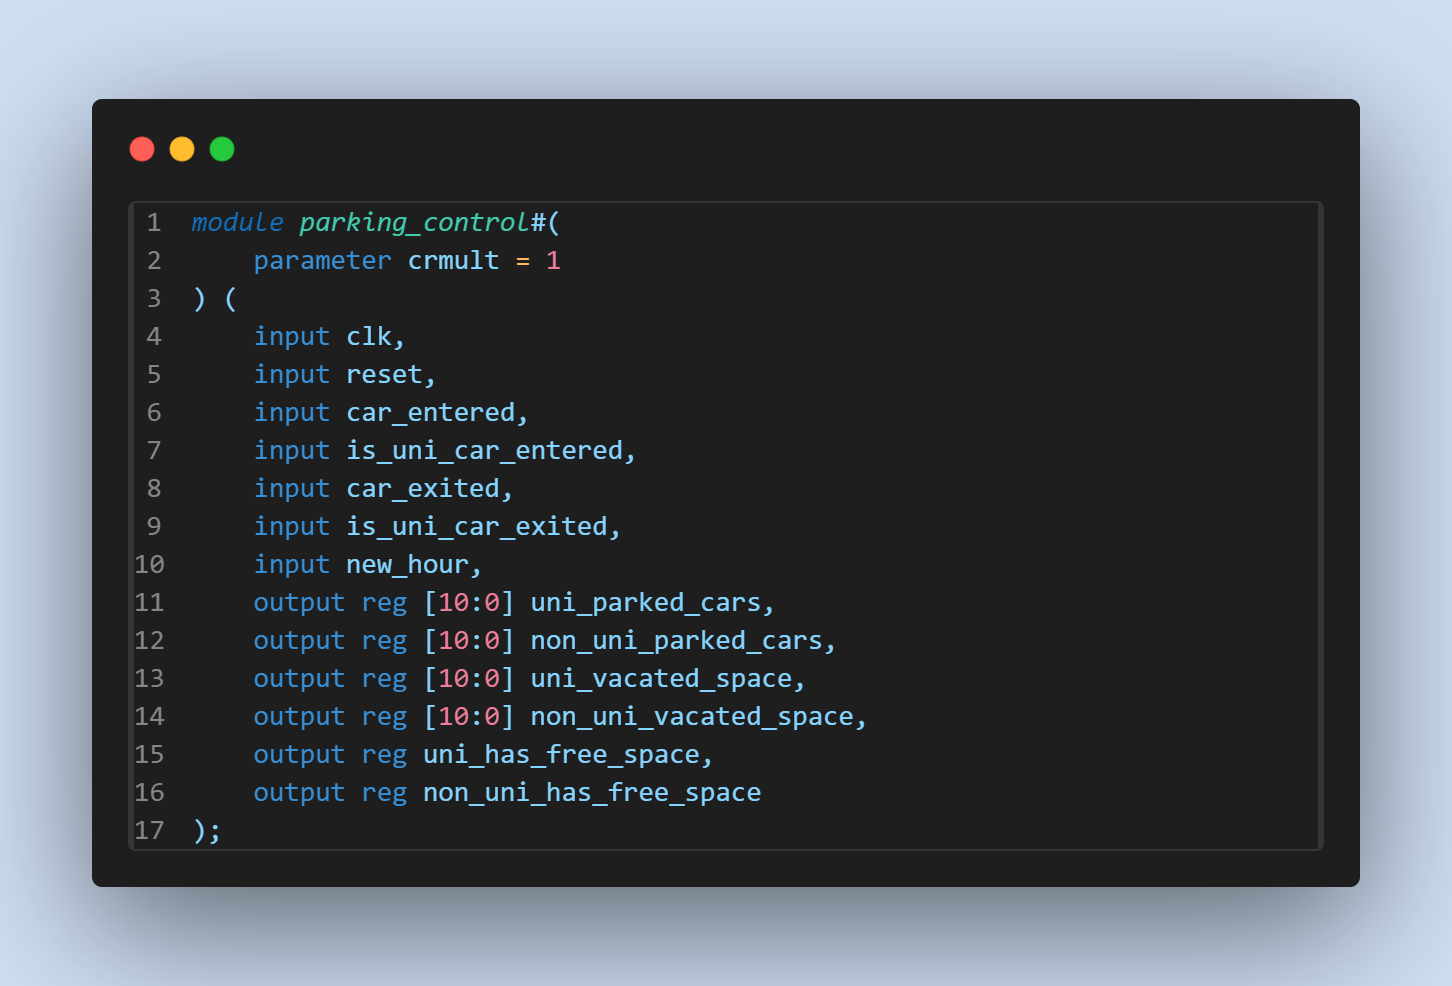 1 module parking_control#(
2     parameter crmult = 1
3 ) (
4     input clk,
5     input reset,
6     input car_entered,
7     input is_uni_car_entered,
8     input car_exited,
9     input is_uni_car_exited,
10     input new_hour,
11     output reg [10:0] uni_parked_cars,
12     output reg [10:0] non_uni_parked_cars,
13     output reg [10:0] uni_vacated_space,
14     output reg [10:0] non_uni_vacated_space,
15     output reg uni_has_free_space,
16     output reg non_uni_has_free_space
17 );